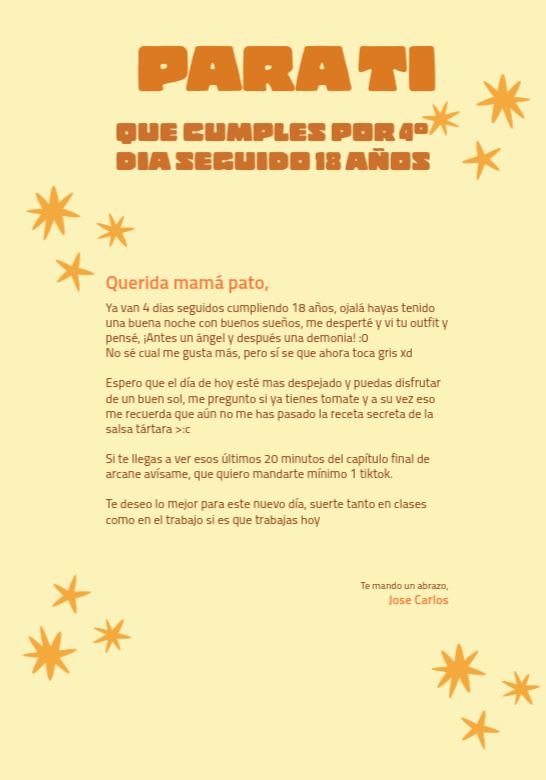 PARA TI
QUE CUMPLES POR 4º
DIA SEGUIDO 18 AÑOS
Querida mamá pato,
Ya van 4 dias seguidos cumpliendo 18 años, ojalá hayas tenido
una buena noche con buenos sueños, me desperté y vi tu outfit y
pensé, ¡Antes un ángel y después una demonia! :O
No sé cual me gusta más, pero sí se que ahora toca gris xd
Espero que el día de hoy esté mas despejado y puedas disfrutar
de un buen sol, me pregunto si ya tienes tomate y a su vez eso
me recuerda que aún no me has pasado la receta secreta de la
salsa tártara >:c
Si te llegas a ver esos últimos 20 minutos del capítulo final de
arcane avísame, que quiero mandarte mínimo 1 tiktok.
Te deseo lo mejor para este nuevo día, suerte tanto en clases
como en el trabajo si es que trabajas hoy
Te mando un abrazo,
Jose Carlos